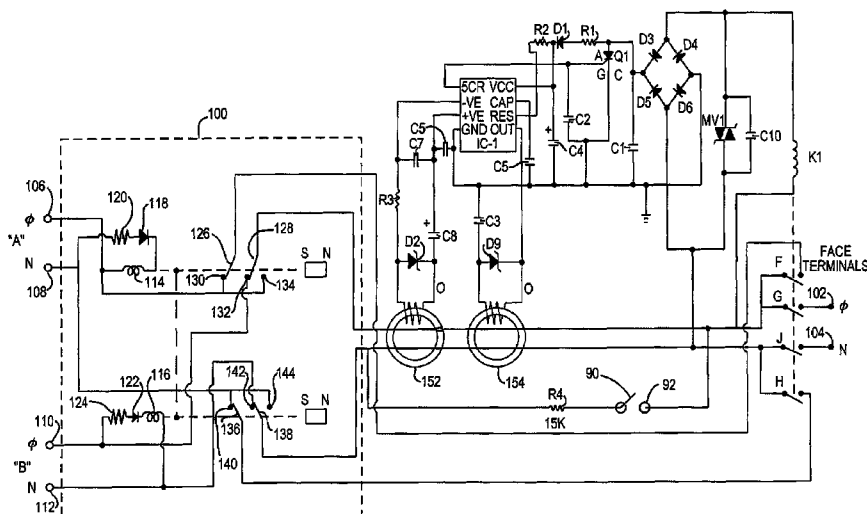 R2 D1 R1
D3 D4
A Q1
G C
5CR VCC
-VE CAP
+VE RES
GND OUT
IC-1
D5 D6
MV1
C10
K1
C2
C4
C1
C5
C7
C5
100
106
ϕ
120 118
"A"
N
108
114
126 128
130
132
134
S N
R3
+
+
C8
C3
D2
D9
O
O
152
154
F
FACE TERMINALS
G
102
ϕ
J
104
N
H
90
92
R4
15K
124
122
116
142
144
136
140
138
S N
110
ϕ
"B"
N
112